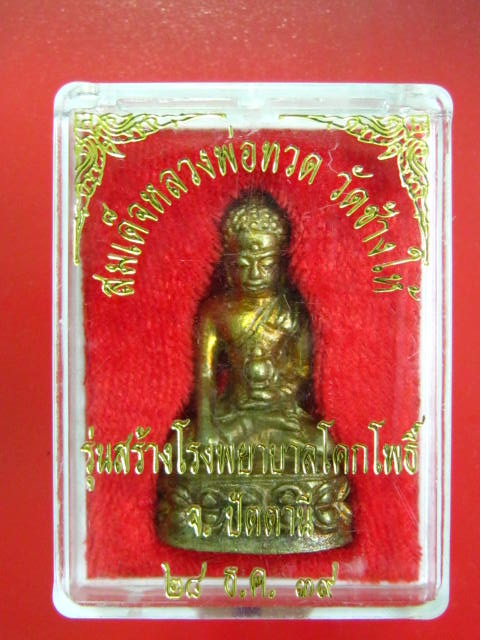 สมเด็จหลวงพ่อทวด วัดช้างให้
รุ่นสร้างโรงพยาบาลโคกโพธิ์
จ. ปัตตานี
๒๘ ธ.ค. ๓๙